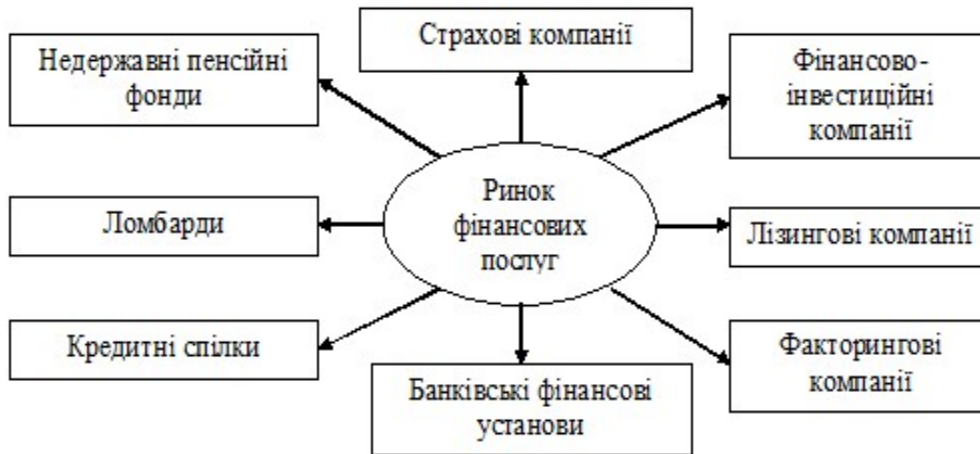 Страхові компанії
Недержавні пенсійні
фонди
Фінансово-
інвестиційні
компанії
Ринок
фінансових
послуг
Ломбарди
Лізингові компанії
Кредитні спілки
Факторингові
компанії
Банківські фінансові
установи